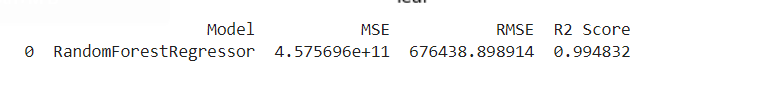 Model MSE RMSE R2 Score
0 RandomForestRegressor 4.575696e+11 676438.898914 0.994832